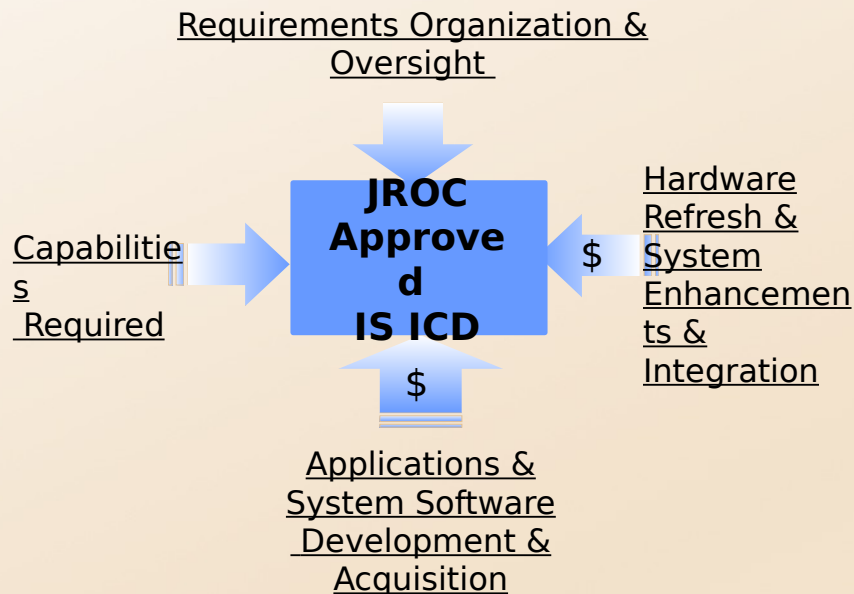 Requirements Organization &
Oversight
JROC
Approve
d
IS ICD
Capabilitie
s
Required
$
Hardware
Refresh &
System
Enhancemen
ts &
Integration
$
Applications &
System Software
Development &
Acquisition